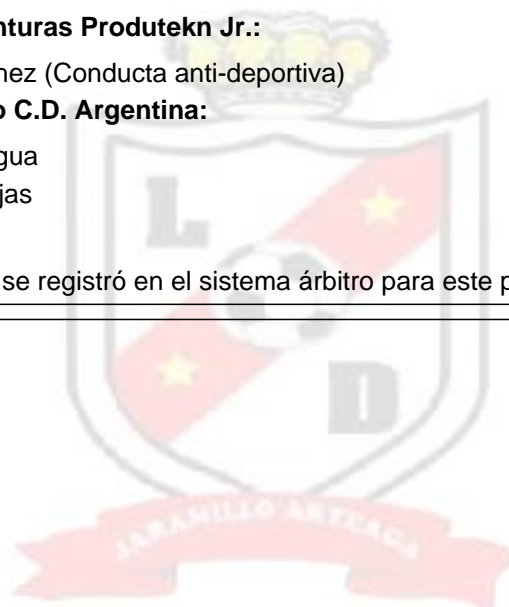 nturas Produtekn Jr.:
nez (Conducta anti-deportiva)
o C.D. Argentina:
gua
jas
L
se registró en el sistema árbitro para este p
D
JARAMILLO ARTEAGA